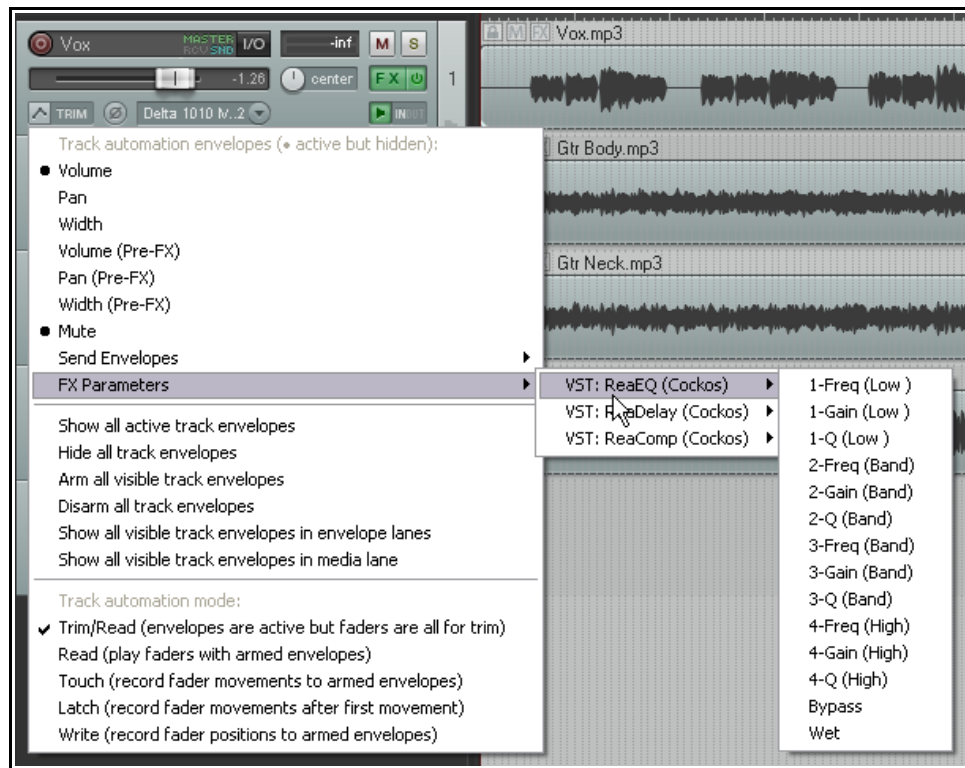 Vox
MASTER
RCV SND
I/O
-inf
M S
-1.26
center
FX
1
TRIM
Delta 1010 M..2
IN OUT
M FX Vox.mp3
Gtr Body.mp3
Gtr Neck.mp3
Track automation envelopes (• active but hidden):
● Volume
Pan
Width
Volume (Pre-FX)
Pan (Pre-FX)
Width (Pre-FX)
● Mute
Send Envelopes
FX Parameters
Show all active track envelopes
Hide all track envelopes
Arm all visible track envelopes
Disarm all track envelopes
Show all visible track envelopes in envelope lanes
Show all visible track envelopes in media lane
Track automation mode:
✔ Trim/Read (envelopes are active but faders are all for trim)
Read (play faders with armed envelopes)
Touch (record fader movements to armed envelopes)
Latch (record fader movements after first movement)
Write (record fader positions to armed envelopes)
VST: ReaEQ (Cockos)
VST: ReaDelay (Cockos)
VST: ReaComp (Cockos)
1-Freq (Low )
1-Gain (Low )
1-Q (Low )
2-Freq (Band)
2-Gain (Band)
2-Q (Band)
3-Freq (Band)
3-Gain (Band)
3-Q (Band)
4-Freq (High)
4-Gain (High)
4-Q (High)
Bypass
Wet